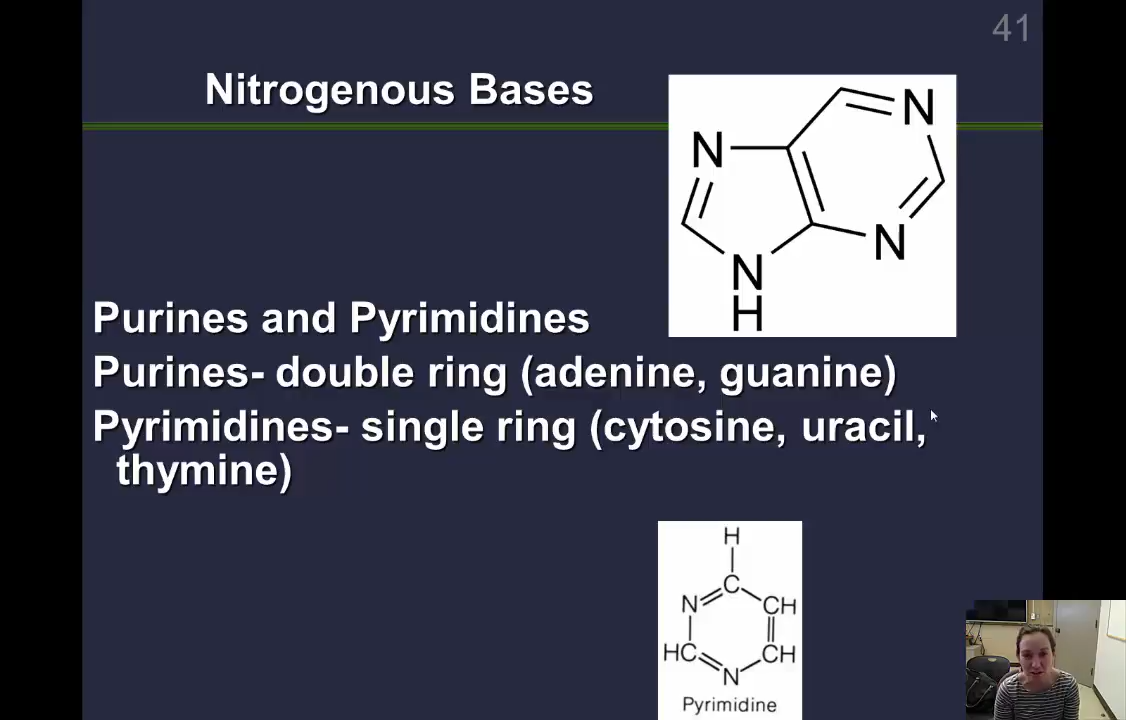 41
Nitrogenous Bases
N
N
N
N
H
Purines and Pyrimidines
Purines- double ring (adenine, guanine)
Pyrimidines- single ring (cytosine, uracil,
thymine)
H
C
N CH
HC CH
N
Pyrimidine